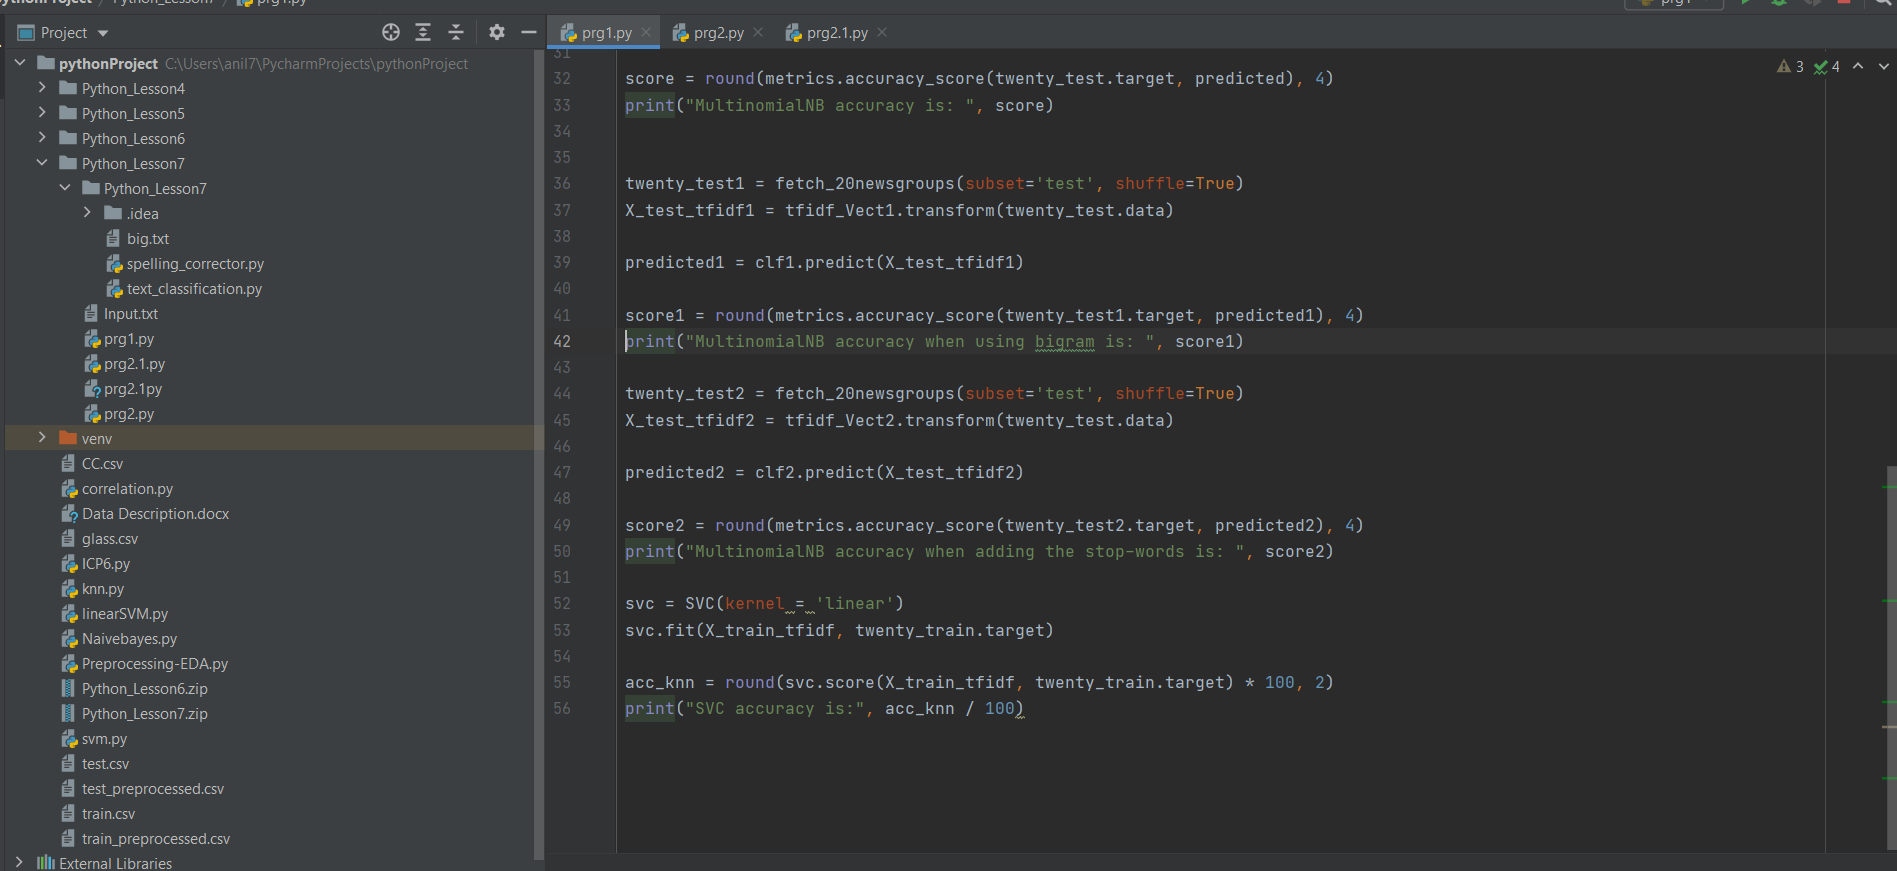 pythonProject / Python_Lesson7 / prg1.py
prg1
Project
prg1.py prg2.py prg2.1.py
pythonProject C:\Users\anil7\PycharmProjects\pythonProject
Python_Lesson4
Python_Lesson5
Python_Lesson6
Python_Lesson7
Python_Lesson7
.idea
big.txt
spelling_corrector.py
text_classification.py
Input.txt
prg1.py
prg2.1.py
prg2.1py
prg2.py
venv
CC.csv
correlation.py
Data Description.docx
glass.csv
ICP6.py
knn.py
linearSVM.py
Naivebayes.py
Preprocessing-EDA.py
Python_Lesson6.zip
Python_Lesson7.zip
svm.py
test.csv
test_preprocessed.csv
train.csv
train_preprocessed.csv
External Libraries
3 4
31
32 score = round(metrics.accuracy_score(twenty_test.target, predicted), 4)
33 print("MultinomialNB accuracy is: ", score)
34
35
36 twenty_test1 = fetch_20newsgroups(subset='test', shuffle=True)
37 X_test_tfidf1 = tfidf_Vect1.transform(twenty_test.data)
38
39 predicted1 = clf1.predict(X_test_tfidf1)
40
41 score1 = round(metrics.accuracy_score(twenty_test1.target, predicted1), 4)
42 print("MultinomialNB accuracy when using bigram is: ", score1)
43
44 twenty_test2 = fetch_20newsgroups(subset='test', shuffle=True)
45 X_test_tfidf2 = tfidf_Vect2.transform(twenty_test.data)
46
47 predicted2 = clf2.predict(X_test_tfidf2)
48
49 score2 = round(metrics.accuracy_score(twenty_test2.target, predicted2), 4)
50 print("MultinomialNB accuracy when adding the stop-words is: ", score2)
51
52 svc = SVC(kernel = 'linear')
53 svc.fit(X_train_tfidf, twenty_train.target)
54
55 acc_knn = round(svc.score(X_train_tfidf, twenty_train.target) * 100, 2)
56 print("SVC accuracy is:", acc_knn / 100)